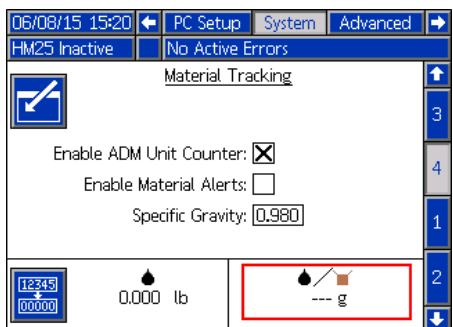 06/08/15 15:20 PC Setup System Advanced
HM25 Inactive No Active Errors
Material Tracking
3
Enable ADM Unit Counter:
4
Enable Material Alerts:
Specific Gravity: 0.980
1
12345
00000
0.000 lb
/
--- g
2